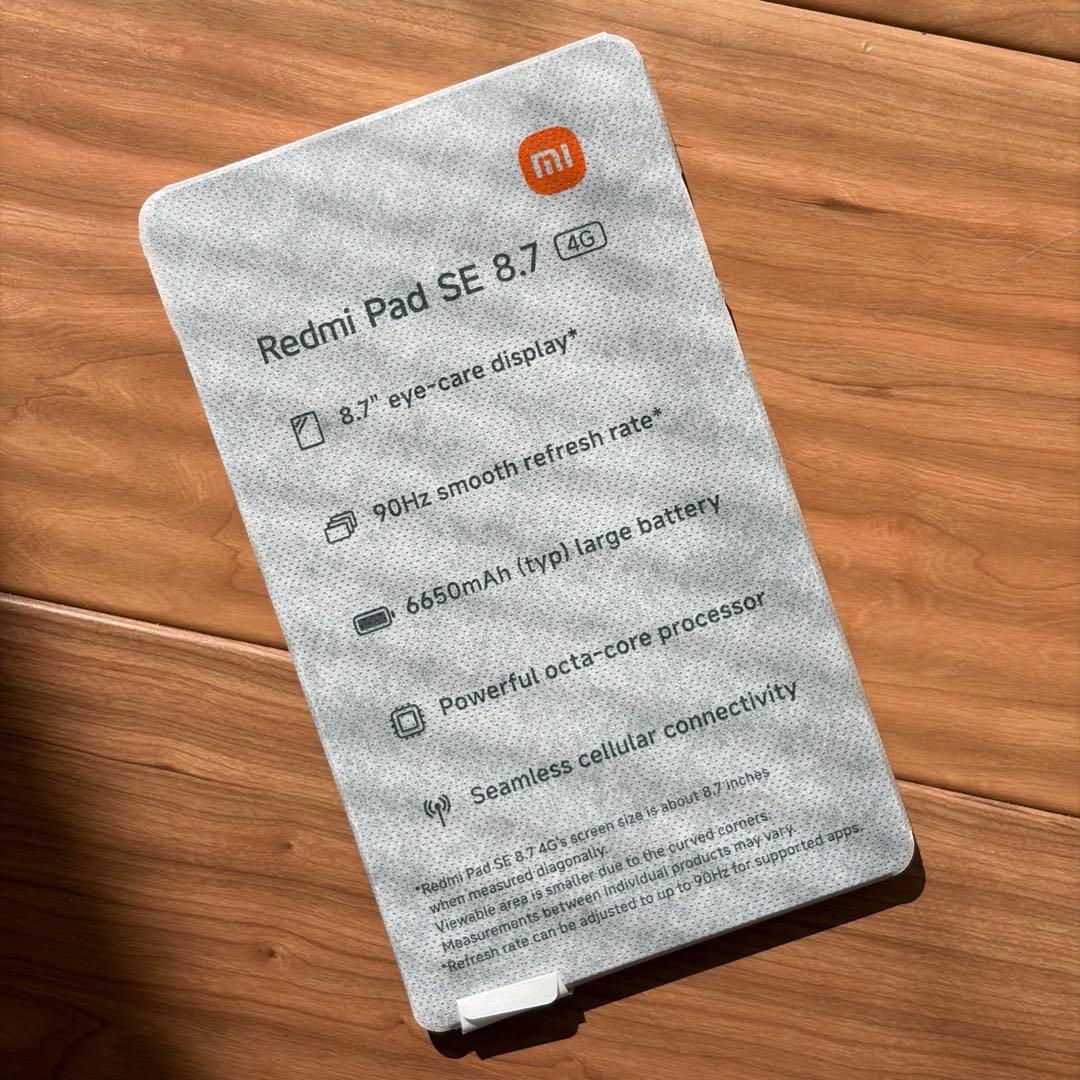 mi
Redmi Pad SE 8.7 4G
8.7" eye-care display*
90Hz smooth refresh rate*
6650mAh (typ) large battery
Powerful octa-core processor
Seamless cellular connectivity
*Redmi Pad SE 8.7 4G's screen size is about 8.7 inches
when measured diagonally.
Viewable area is smaller due to the curved corners.
Measurements between individual products may vary.
*Refresh rate can be adjusted to up to 90Hz for supported apps.